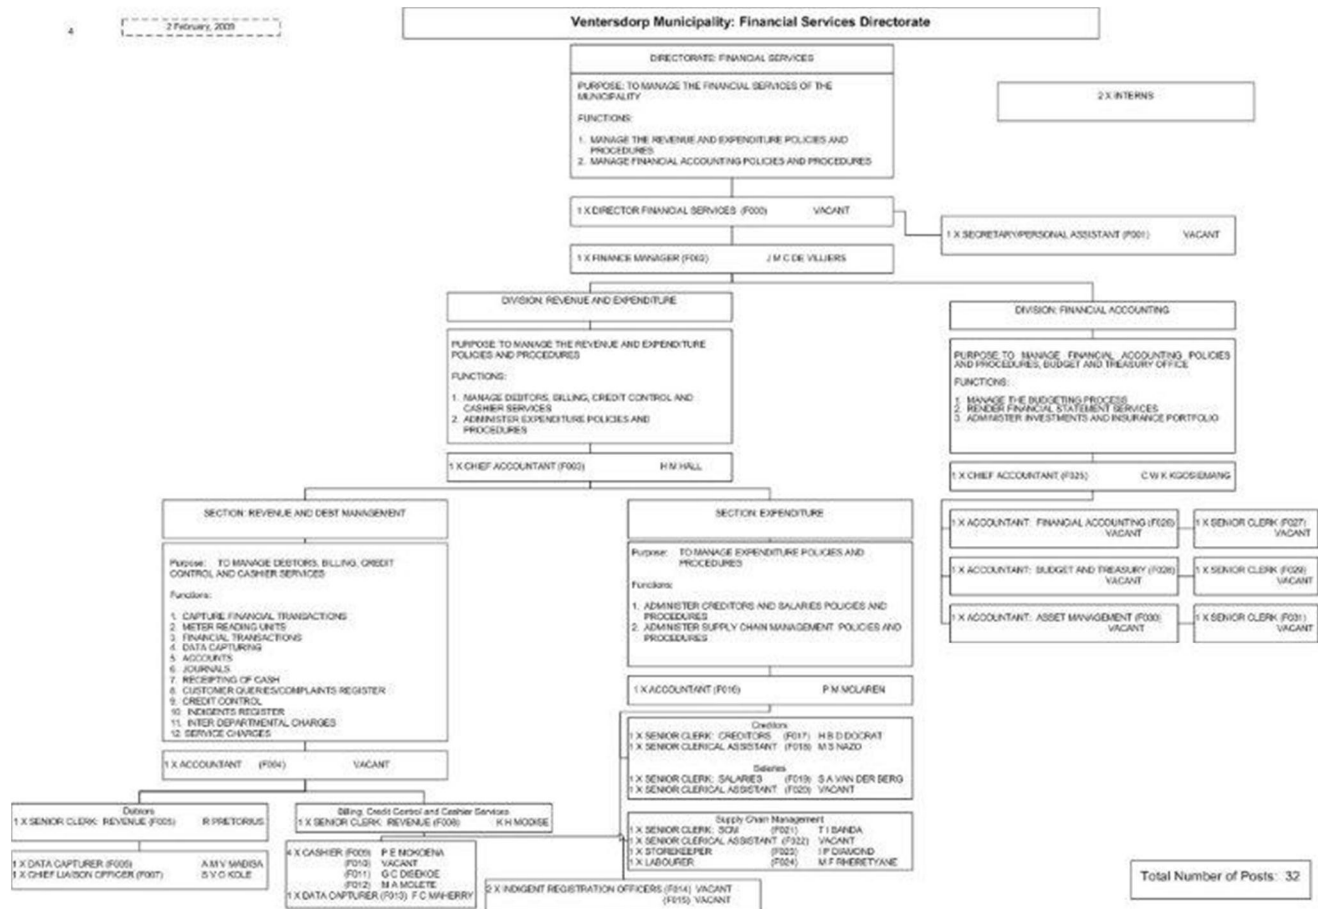 4
2 February, 2009
Ventersdorp Municipality: Financial Services Directorate
DIRECTORATE: FINANCIAL SERVICES
PURPOSE: TO MANAGE THE FINANCIAL SERVICES OF THE
MUNICIPALITY
FUNCTIONS:
1. MANAGE THE REVENUE AND EXPENDITURE POLICIES AND
PROCEDURES
2. MANAGE FINANCIAL ACCOUNTING POLICIES AND PROCEDURES
2 X INTERNS
1 X DIRECTOR FINANCIAL SERVICES (F000) VACANT
1 X SECRETARY/PERSONAL ASSISTANT (F001) VACANT
1 X FINANCE MANAGER (F002) J M C DE VILLIERS
DIVISION: REVENUE AND EXPENDITURE
PURPOSE: TO MANAGE THE REVENUE AND EXPENDITURE
POLICIES AND PROCEDURES
FUNCTIONS:
1. MANAGE DEBTORS, BILLING, CREDIT CONTROL AND
CASHIER SERVICES
2. ADMINISTER EXPENDITURE POLICIES AND
PROCEDURES
1 X CHIEF ACCOUNTANT (F003) H M HALL
DIVISION: FINANCIAL ACCOUNTING
PURPOSE: TO MANAGE FINANCIAL ACCOUNTING POLICIES
AND PROCEDURES, BUDGET AND TREASURY OFFICE
FUNCTIONS:
1. MANAGE THE BUDGETING PROCESS
2. RENDER FINANCIAL STATEMENT SERVICES
3. ADMINISTER INVESTMENTS AND INSURANCE PORTFOLIO
1 X CHIEF ACCOUNTANT (F025) C W K KGOSIEMANG
1 X ACCOUNTANT: FINANCIAL ACCOUNTING (F026)
VACANT
1 X SENIOR CLERK (F027)
VACANT
1 X ACCOUNTANT: BUDGET AND TREASURY (F028)
VACANT
1 X SENIOR CLERK (F029)
VACANT
1 X ACCOUNTANT: ASSET MANAGEMENT (F030)
VACANT
1 X SENIOR CLERK (F031)
VACANT
SECTION: REVENUE AND DEBT MANAGEMENT
Purpose: TO MANAGE DEBTORS, BILLING, CREDIT
CONTROL AND CASHIER SERVICES
Functions:
1. CAPTURE FINANCIAL TRANSACTIONS
2. METER READING UNITS
3. FINANCIAL TRANSACTIONS
4. DATA CAPTURING
5. ACCOUNTS
6. JOURNALS
7. RECEIPTING OF CASH
8. CUSTOMER QUERIES/COMPLAINTS REGISTER
9. CREDIT CONTROL
10. INDIGENTS REGISTER
11. INTER DEPARTMENTAL CHARGES
12. SERVICE CHARGES
1 X ACCOUNTANT (F004) VACANT
SECTION: EXPENDITURE
Purpose: TO MANAGE EXPENDITURE POLICIES AND
PROCEDURES
Functions:
1. ADMINISTER CREDITORS AND SALARIES POLICIES AND
PROCEDURES
2. ADMINISTER SUPPLY CHAIN MANAGEMENT POLICIES AND
PROCEDURES
1 X ACCOUNTANT (F016) P M MCLAREN
Creditors
1 X SENIOR CLERK: CREDITORS (F017) H B D DOCRAT
1 X SENIOR CLERICAL ASSISTANT (F018) M S NAZO
Salaries
1 X SENIOR CLERK: SALARIES (F019) S A VAN DER BERG
1 X SENIOR CLERICAL ASSISTANT (F020) VACANT
Supply Chain Management
1 X SENIOR CLERK: SCM (F021) T I BANDA
1 X SENIOR CLERICAL ASSISTANT (F022) VACANT
1 X STOREKEEPER (F023) I P DIAMOND
1 X LABOURER (F024) M F RHERETYANE
Debtors
1 X SENIOR CLERK: REVENUE (F005) R PRETORIUS
1 X DATA CAPTURER (F006) A M V MADIBA
1 X CHIEF LIAISON OFFICER (F007) S V O KOLE
Billing, Credit Control and Cashier Services
1 X SENIOR CLERK: REVENUE (F008) K H MODISE
4 X CASHIER (F009) P E MOKOENA
(F010) VACANT
(F011) G C DISEKOE
(F012) M A MOLETE
1 X DATA CAPTURER (F013) F C MAHERRY
2 X INDIGENT REGISTRATION OFFICERS (F014) VACANT
(F015) VACANT
Total Number of Posts: 32